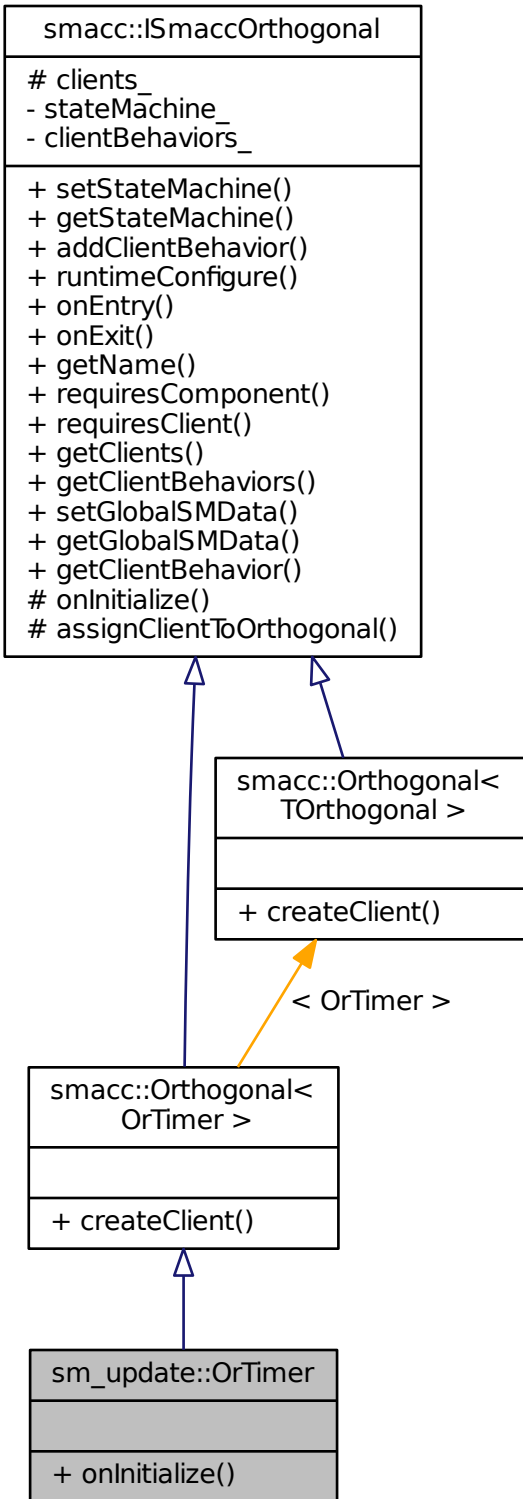 smacc::ISmaccOrthogonal
# clients_
- stateMachine_
- clientBehaviors_
+ setStateMachine()
+ getStateMachine()
+ addClientBehavior()
+ runtimeConfigure()
+ onEntry()
+ onExit()
+ getName()
+ requiresComponent()
+ requiresClient()
+ getClients()
+ getClientBehaviors()
+ setGlobalSMData()
+ getGlobalSMData()
+ getClientBehavior()
# onInitialize()
# assignClientToOrthogonal()
smacc::Orthogonal<
TOrthogonal >
+ createClient()
< OrTimer >
smacc::Orthogonal<
OrTimer >
+ createClient()
sm_update::OrTimer
+ onInitialize()